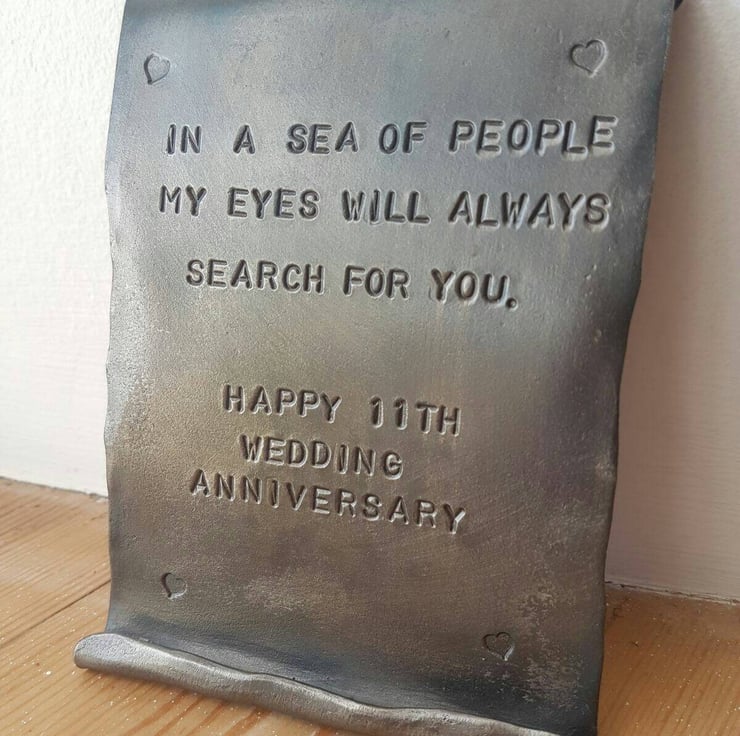 IN A SEA OF PEOPLE
MY EYES WILL ALWAYS
SEARCH FOR YOU.
HAPPY 11TH
WEDDING
ANNIVERSARY